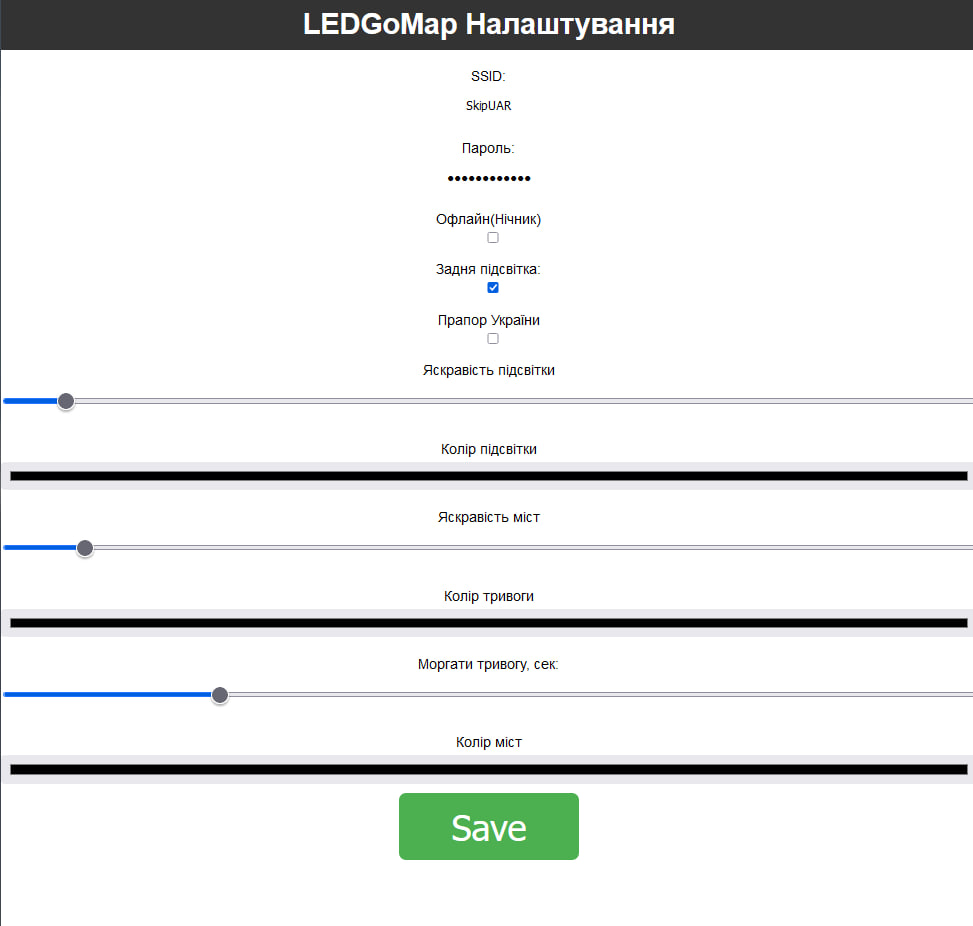 LEDGoMap Налаштування
SSID:
SkipUAR
Пароль:
••••••••••••
Офлайн(Нічник)
Задня підсвітка:
Прапор України
Яскравість підсвітки
Колір підсвітки
Яскравість міст
Колір тривоги
Моргати тривогу, сек:
Колір міст
Save